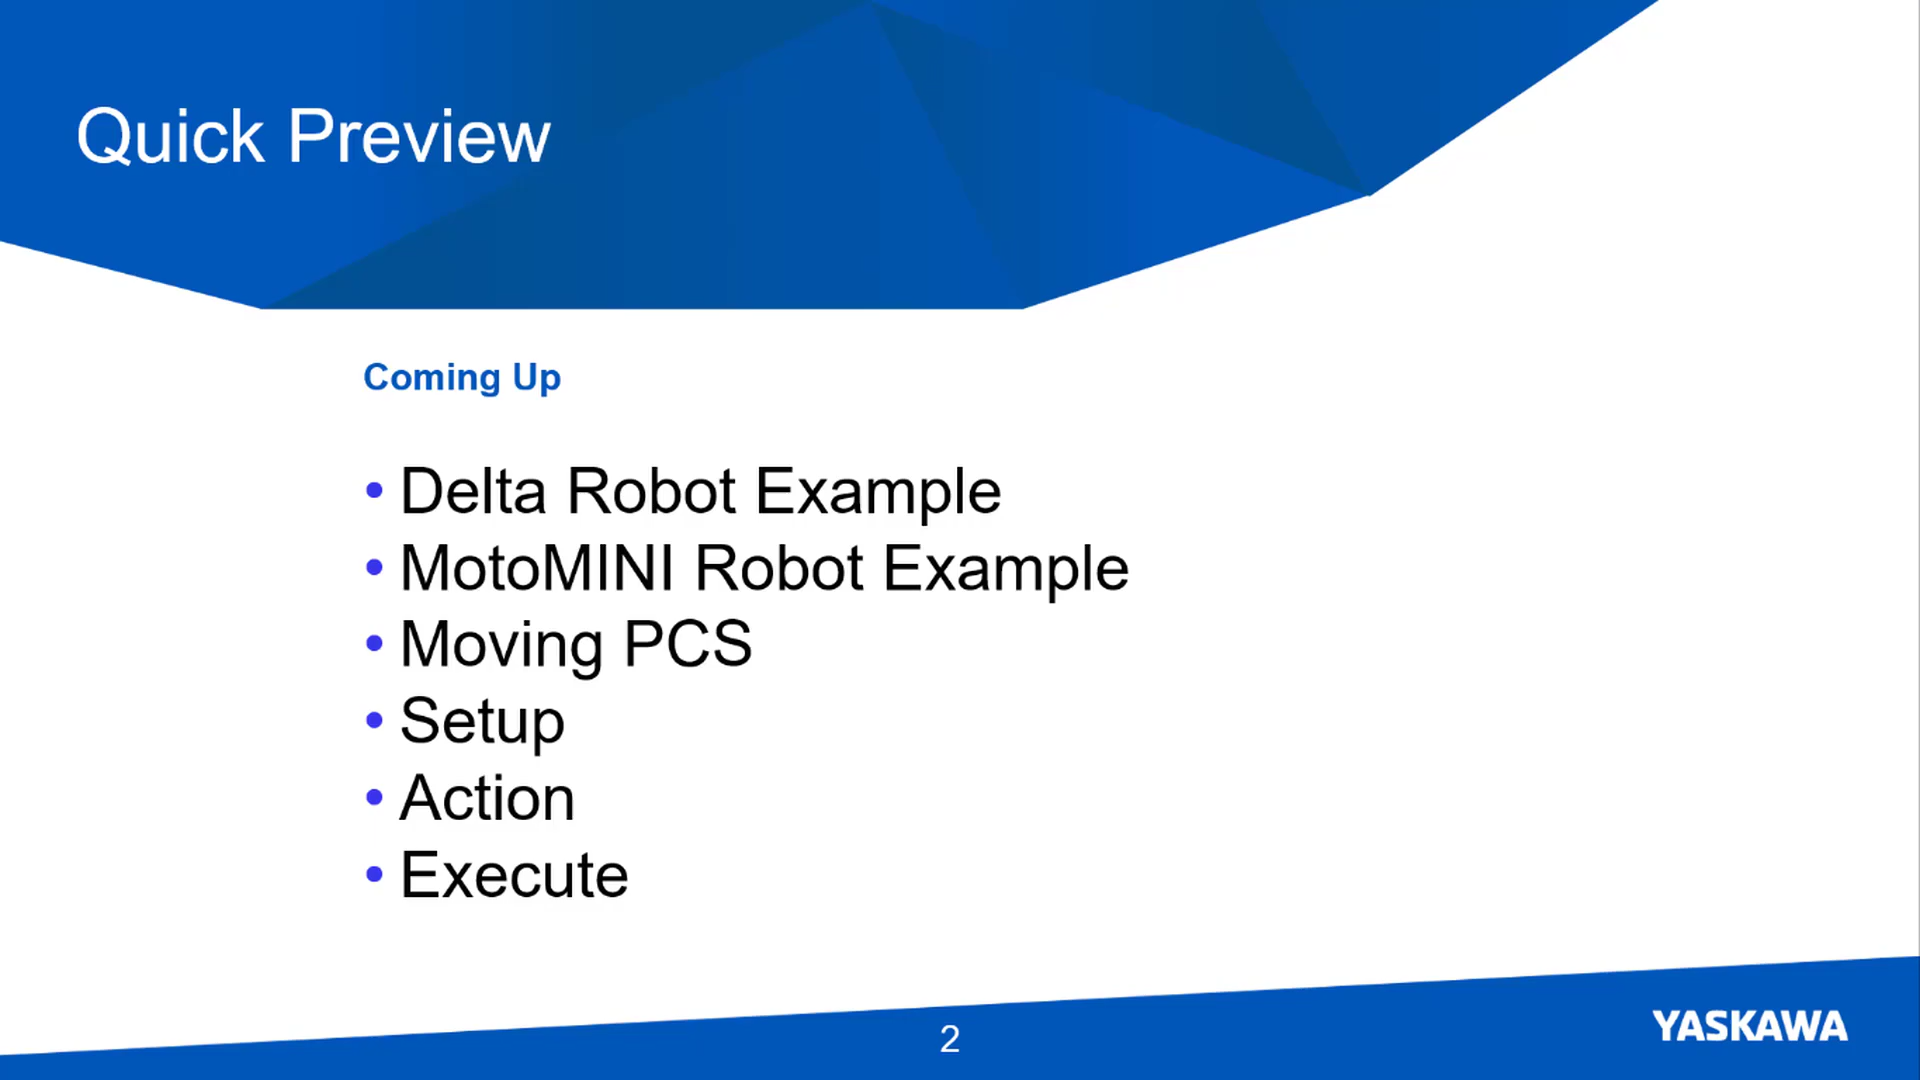 Quick Preview
Coming Up
• Delta Robot Example
• MotoMINI Robot Example
• Moving PCS
• Setup
• Action
• Execute
2
YASKAWA